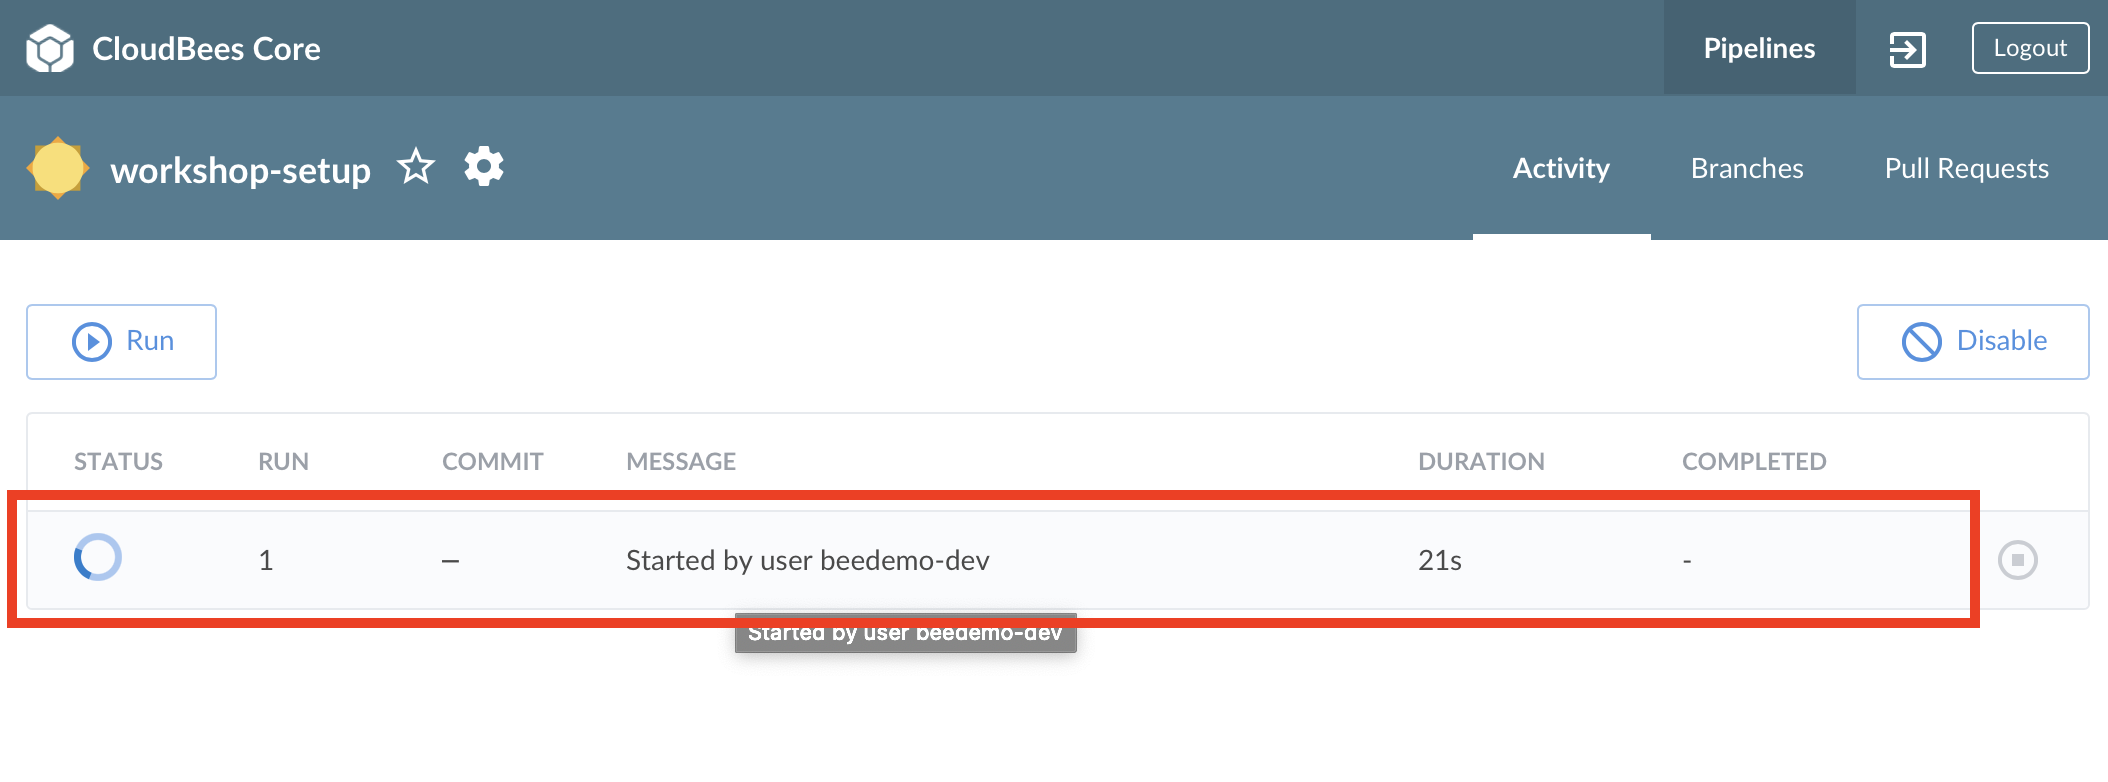 CloudBees Core
Pipelines
Logout
workshop-setup
Activity
Branches
Pull Requests
Run
Disable
STATUS RUN COMMIT MESSAGE DURATION COMPLETED
1 — Started by user beedemo-dev 21s -
Started by user beedemo-dev